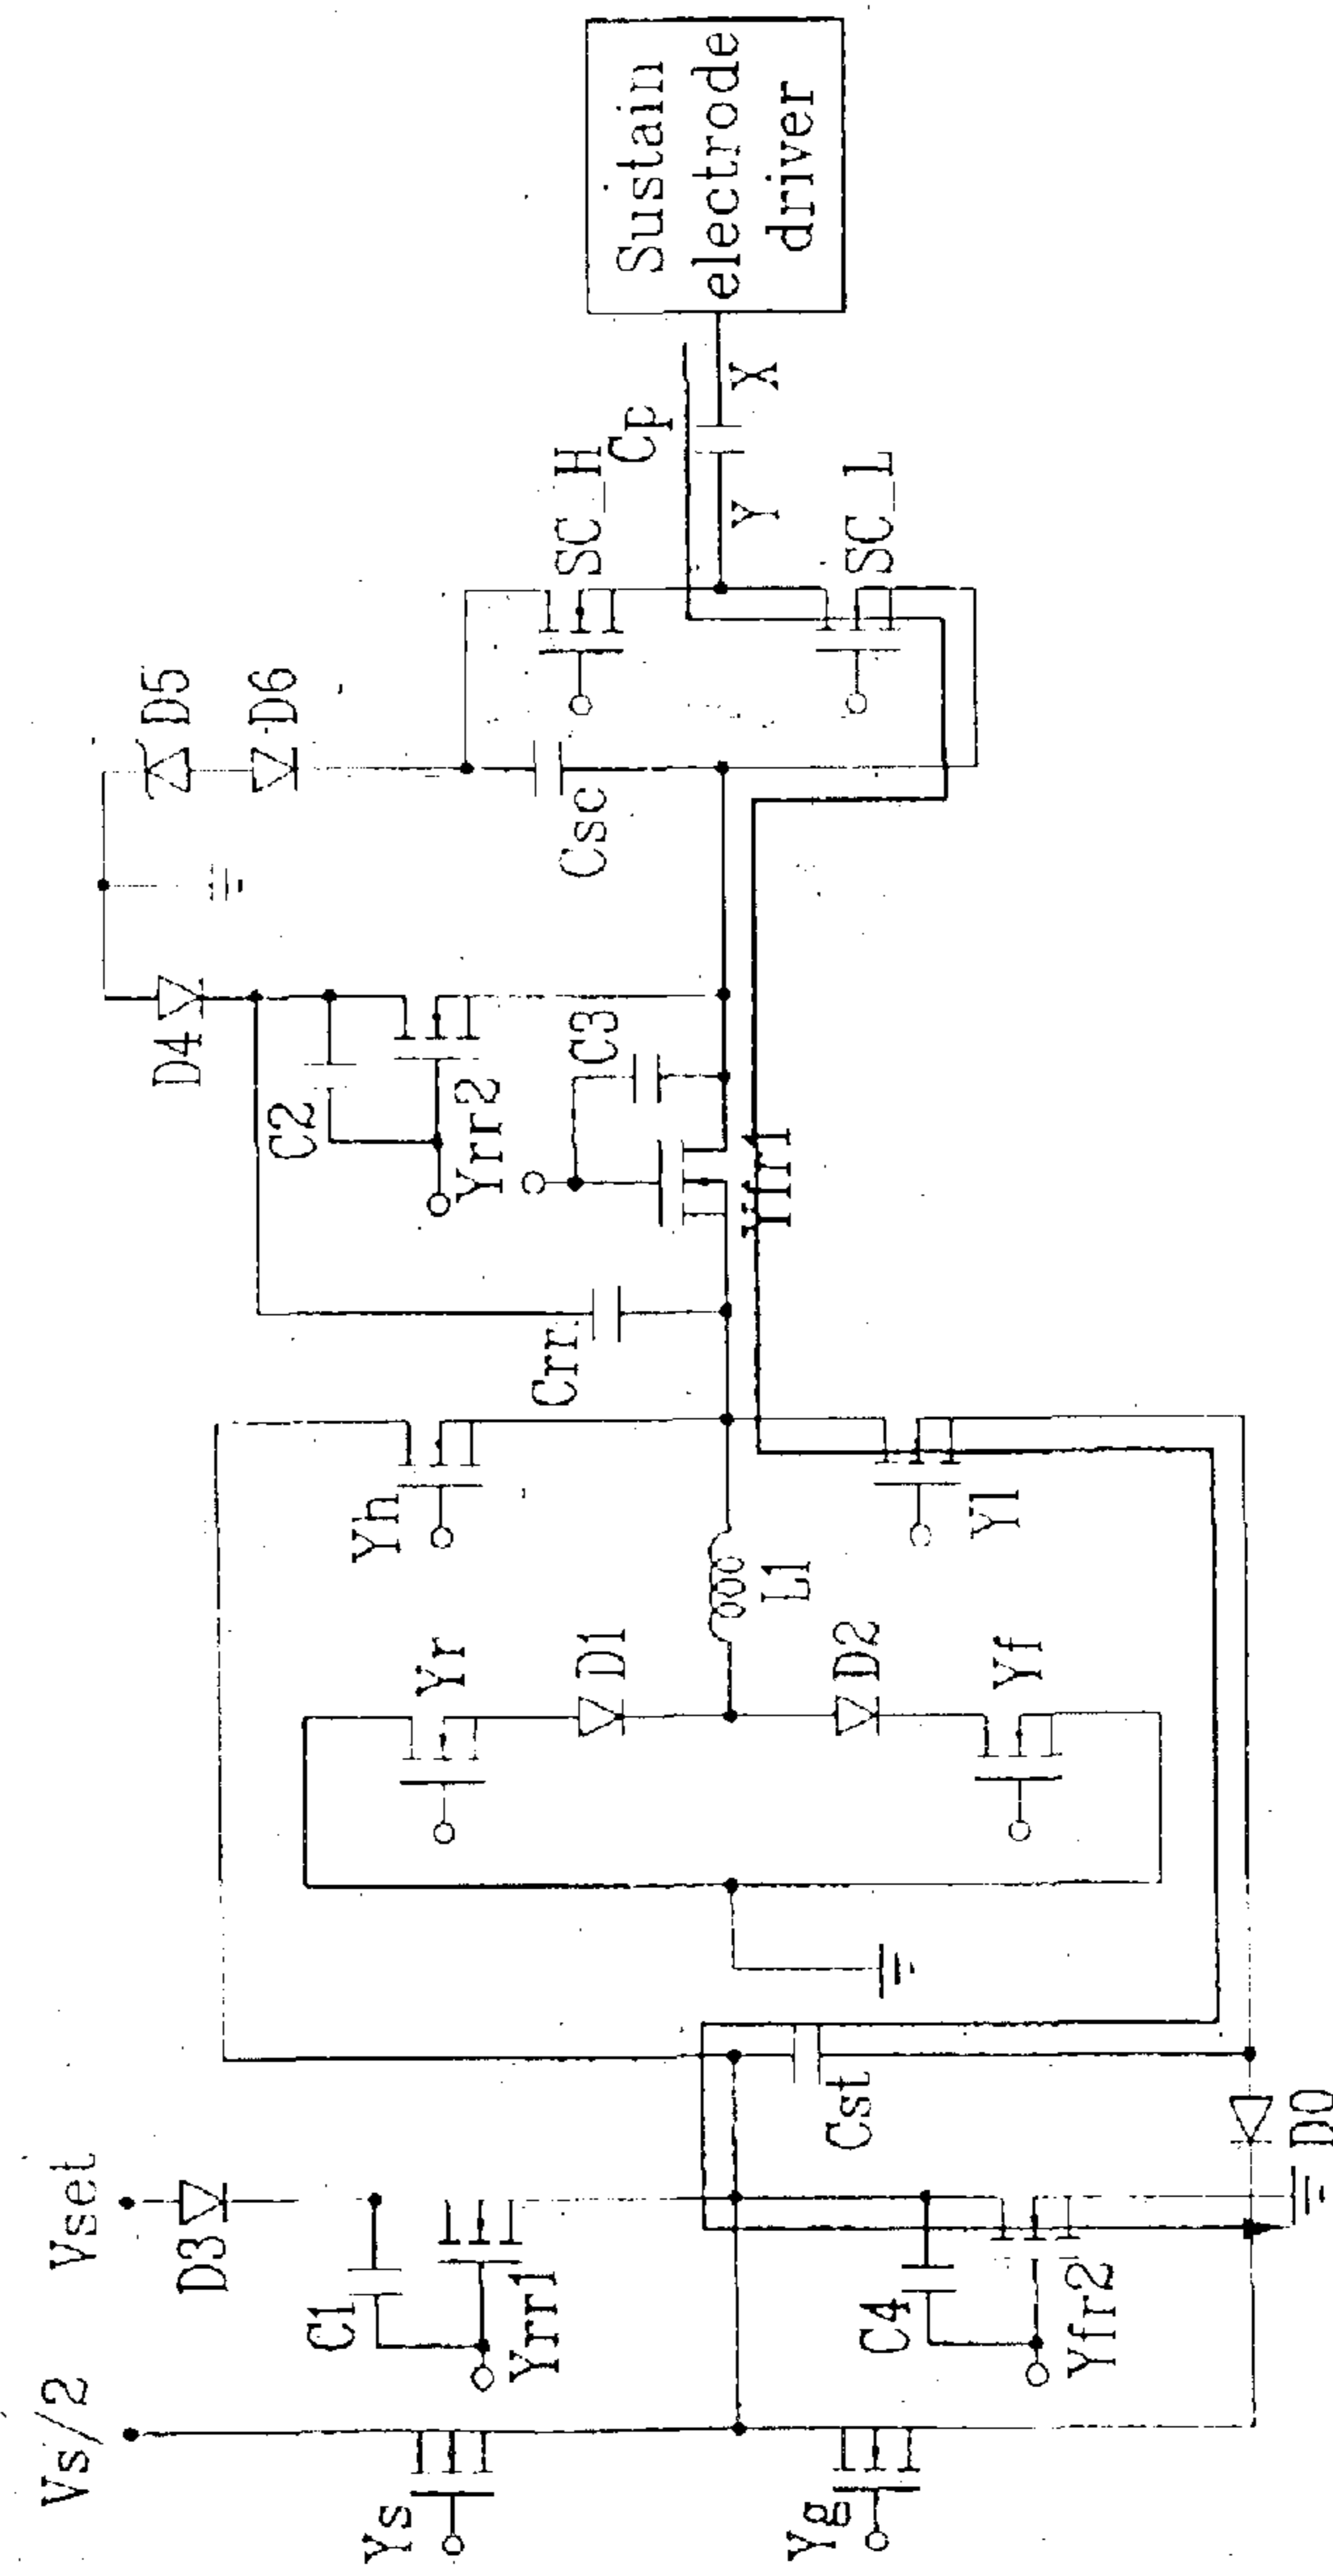 Vs/2
Vset
Ys
Yg
D3
C1
Yrr1
C4
Yfr2
D0
Cst
Yr
D1
D2
Yf
L1
Yh
Yl
Crr
D4
C2
Yrr2
C3
D5
D6
Csc
SC_H
SC_L
Cp
Y
X
Sustain
electrode
driver